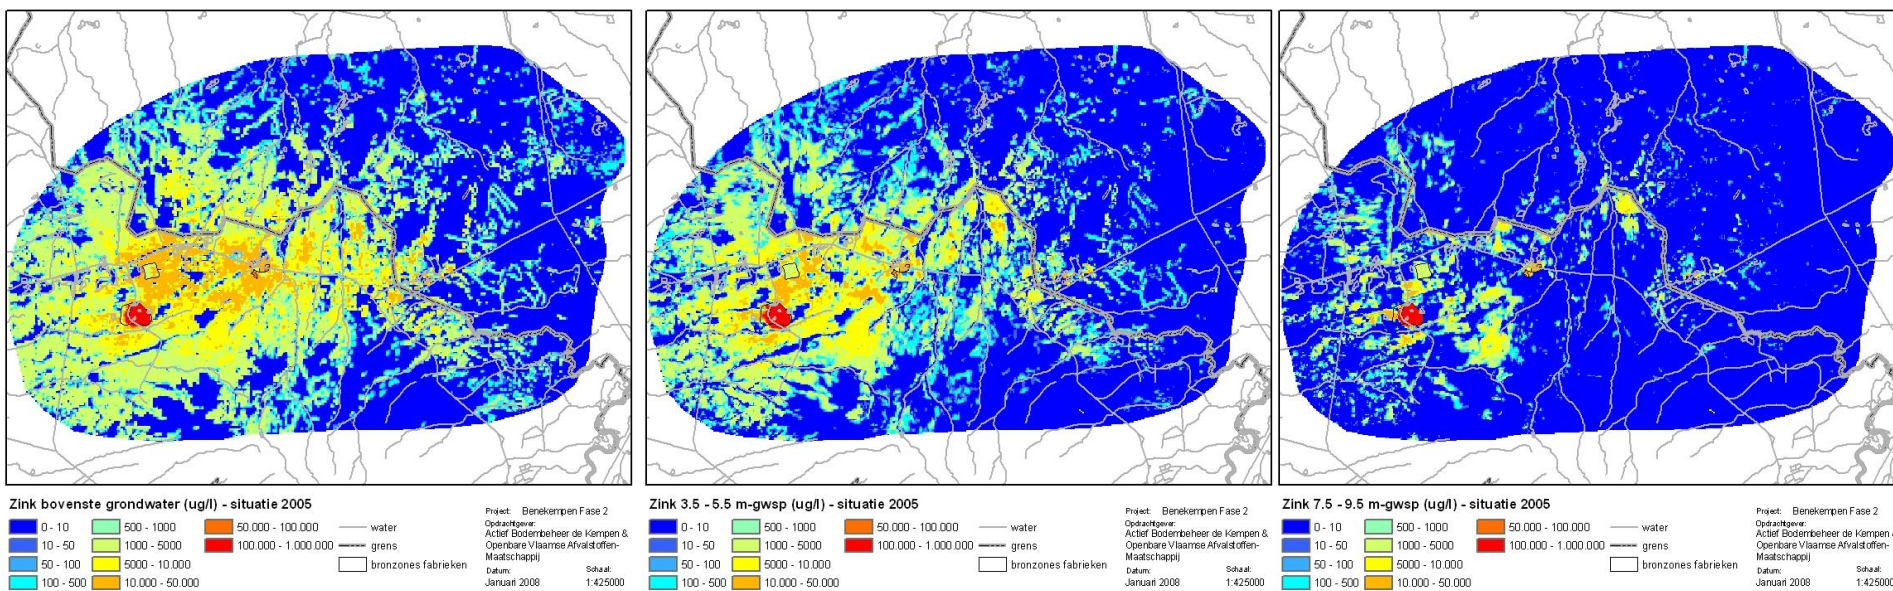 Zink bovenste grondwater (ug/l) - situatie 2005
0 - 10
10 - 50
50 - 100
100 - 500
500 - 1000
1000 - 5000
5000 - 10.000
10.000 - 50.000
50.000 - 100.000
100.000 - 1.000.000
water
grens
bronzones fabrieken
Project: Benekempen Fase 2
Opdrachtgever:
Actief Bodembeheer de Kempen &
Openbare Vlaamse Afvalstoffen-
Maatschappij
Datum: Schaal:
Januari 2008 1:425000
Zink 3.5 - 5.5 m-gwsp (ug/l) - situatie 2005
0 - 10
10 - 50
50 - 100
100 - 500
500 - 1000
1000 - 5000
5000 - 10.000
10.000 - 50.000
50.000 - 100.000
100.000 - 1.000.000
water
grens
bronzones fabrieken
Project: Benekempen Fase 2
Opdrachtgever:
Actief Bodembeheer de Kempen &
Openbare Vlaamse Afvalstoffen-
Maatschappij
Datum: Schaal:
Januari 2008 1:425000
Zink 7.5 - 9.5 m-gwsp (ug/l) - situatie 2005
0 - 10
10 - 50
50 - 100
100 - 500
500 - 1000
1000 - 5000
5000 - 10.000
10.000 - 50.000
50.000 - 100.000
100.000 - 1.000.000
water
grens
bronzones fabrieken
Project: Benekempen Fase 2
Opdrachtgever:
Actief Bodembeheer de Kempen &
Openbare Vlaamse Afvalstoffen-
Maatschappij
Datum: Schaal:
Januari 2008 1:425000